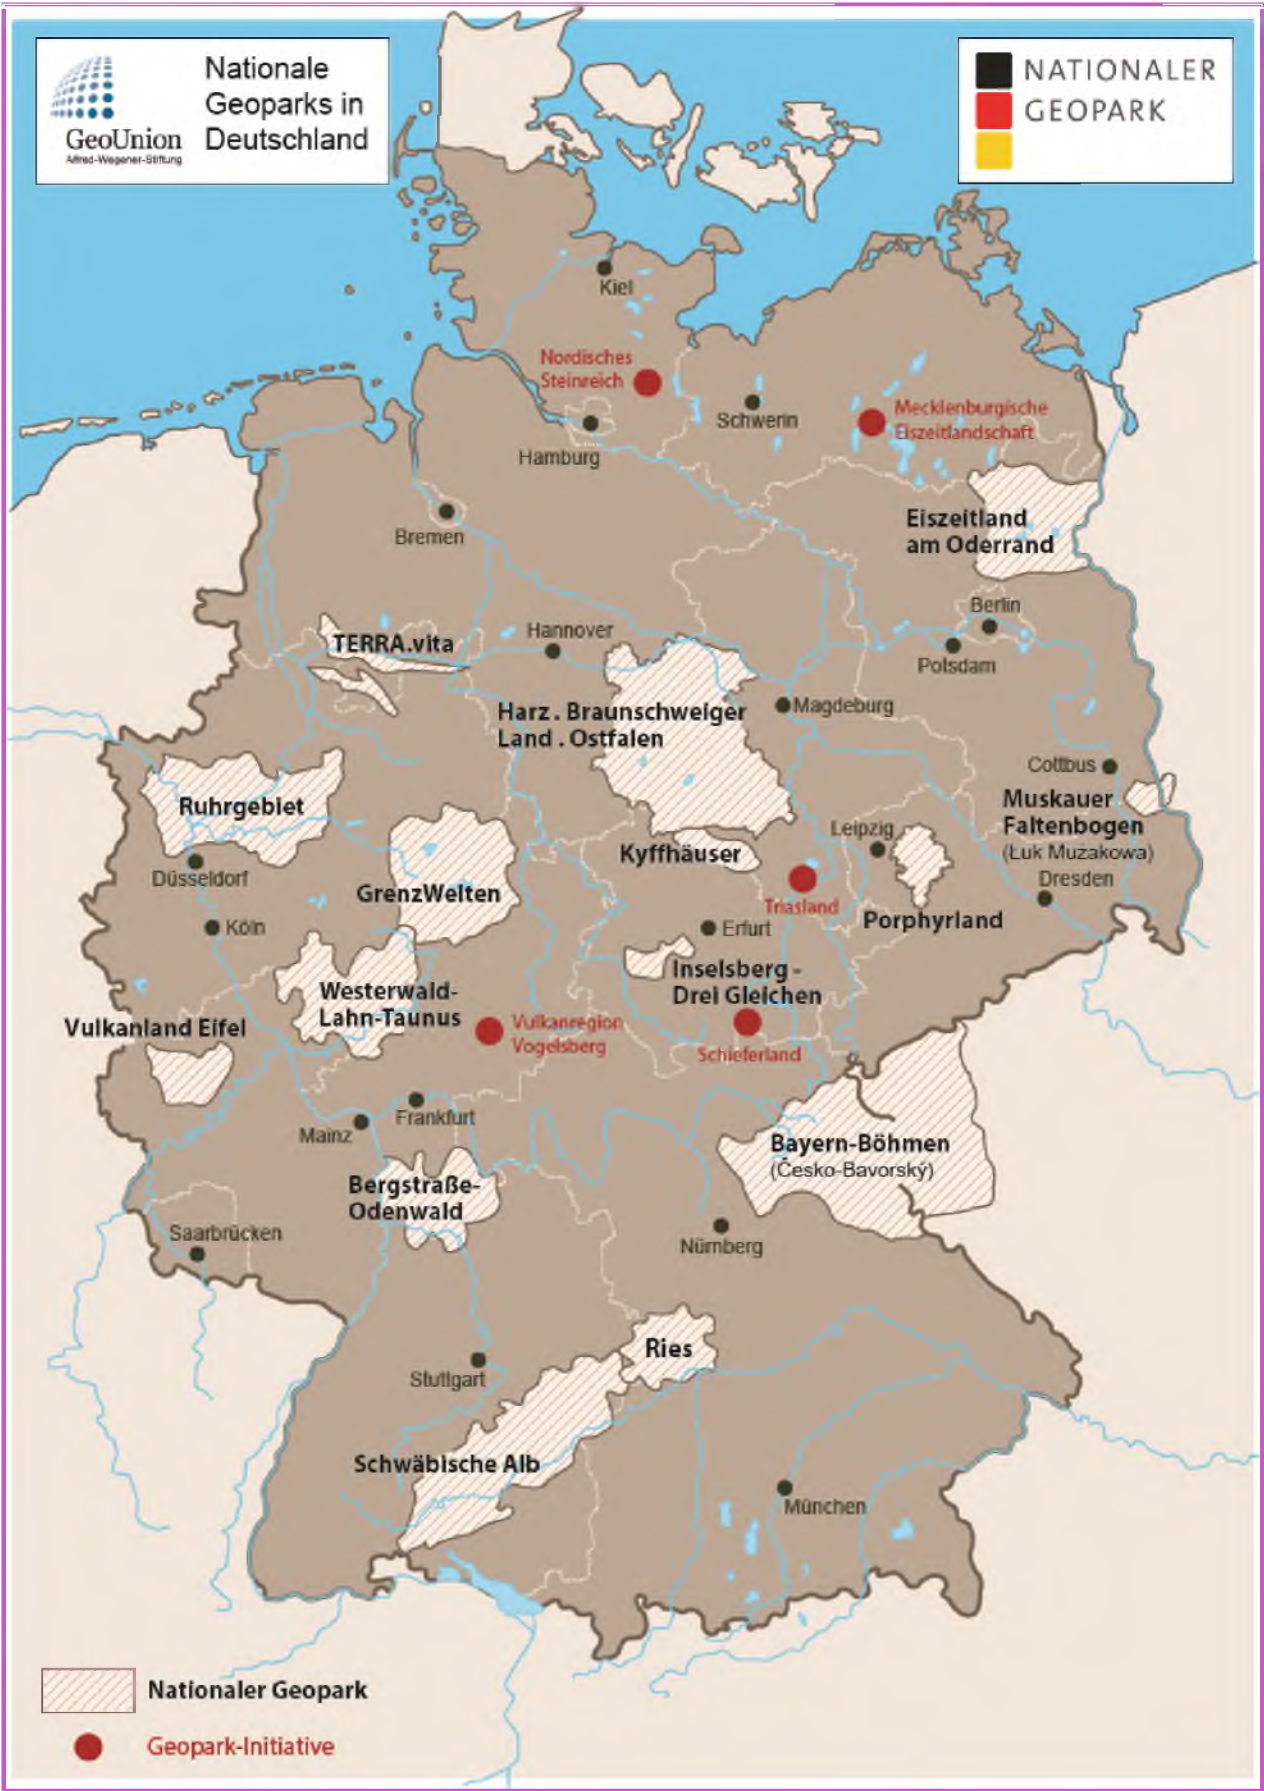 GeoUnion
Alfred-Wegener-Stiftung
Nationale
Geoparks in
Deutschland
NATIONALER
GEOPARK
Kiel
Nordisches
Steinreich
Schwerin
Mecklenburgische
Eiszeitlandschaft
Hamburg
Bremen
Eiszeitland
am Oderrand
Berlin
Potsdam
TERRA.vita
Hannover
Harz . Braunschweiger
Land . Ostfalen
Magdeburg
Cottbus
Muskauer
Faltenbogen
(Łuk Mużakowa)
Ruhrgebiet
Düsseldorf
Köln
GrenzWelten
Kyffhäuser
Leipzig
Dresden
Triasland
Porphyrland
Erfurt
Inselsberg -
Drei Gleichen
Westerwald-
Lahn-Taunus
Vulkanland Eifel
Vulkanregion
Vogelsberg
Schieferland
Frankfurt
Mainz
Bayern-Böhmen
(Česko-Bavorský)
Bergstraße-
Odenwald
Saarbrücken
Nürnberg
Ries
Stuttgart
Schwäbische Alb
München
Nationaler Geopark
Geopark-Initiative